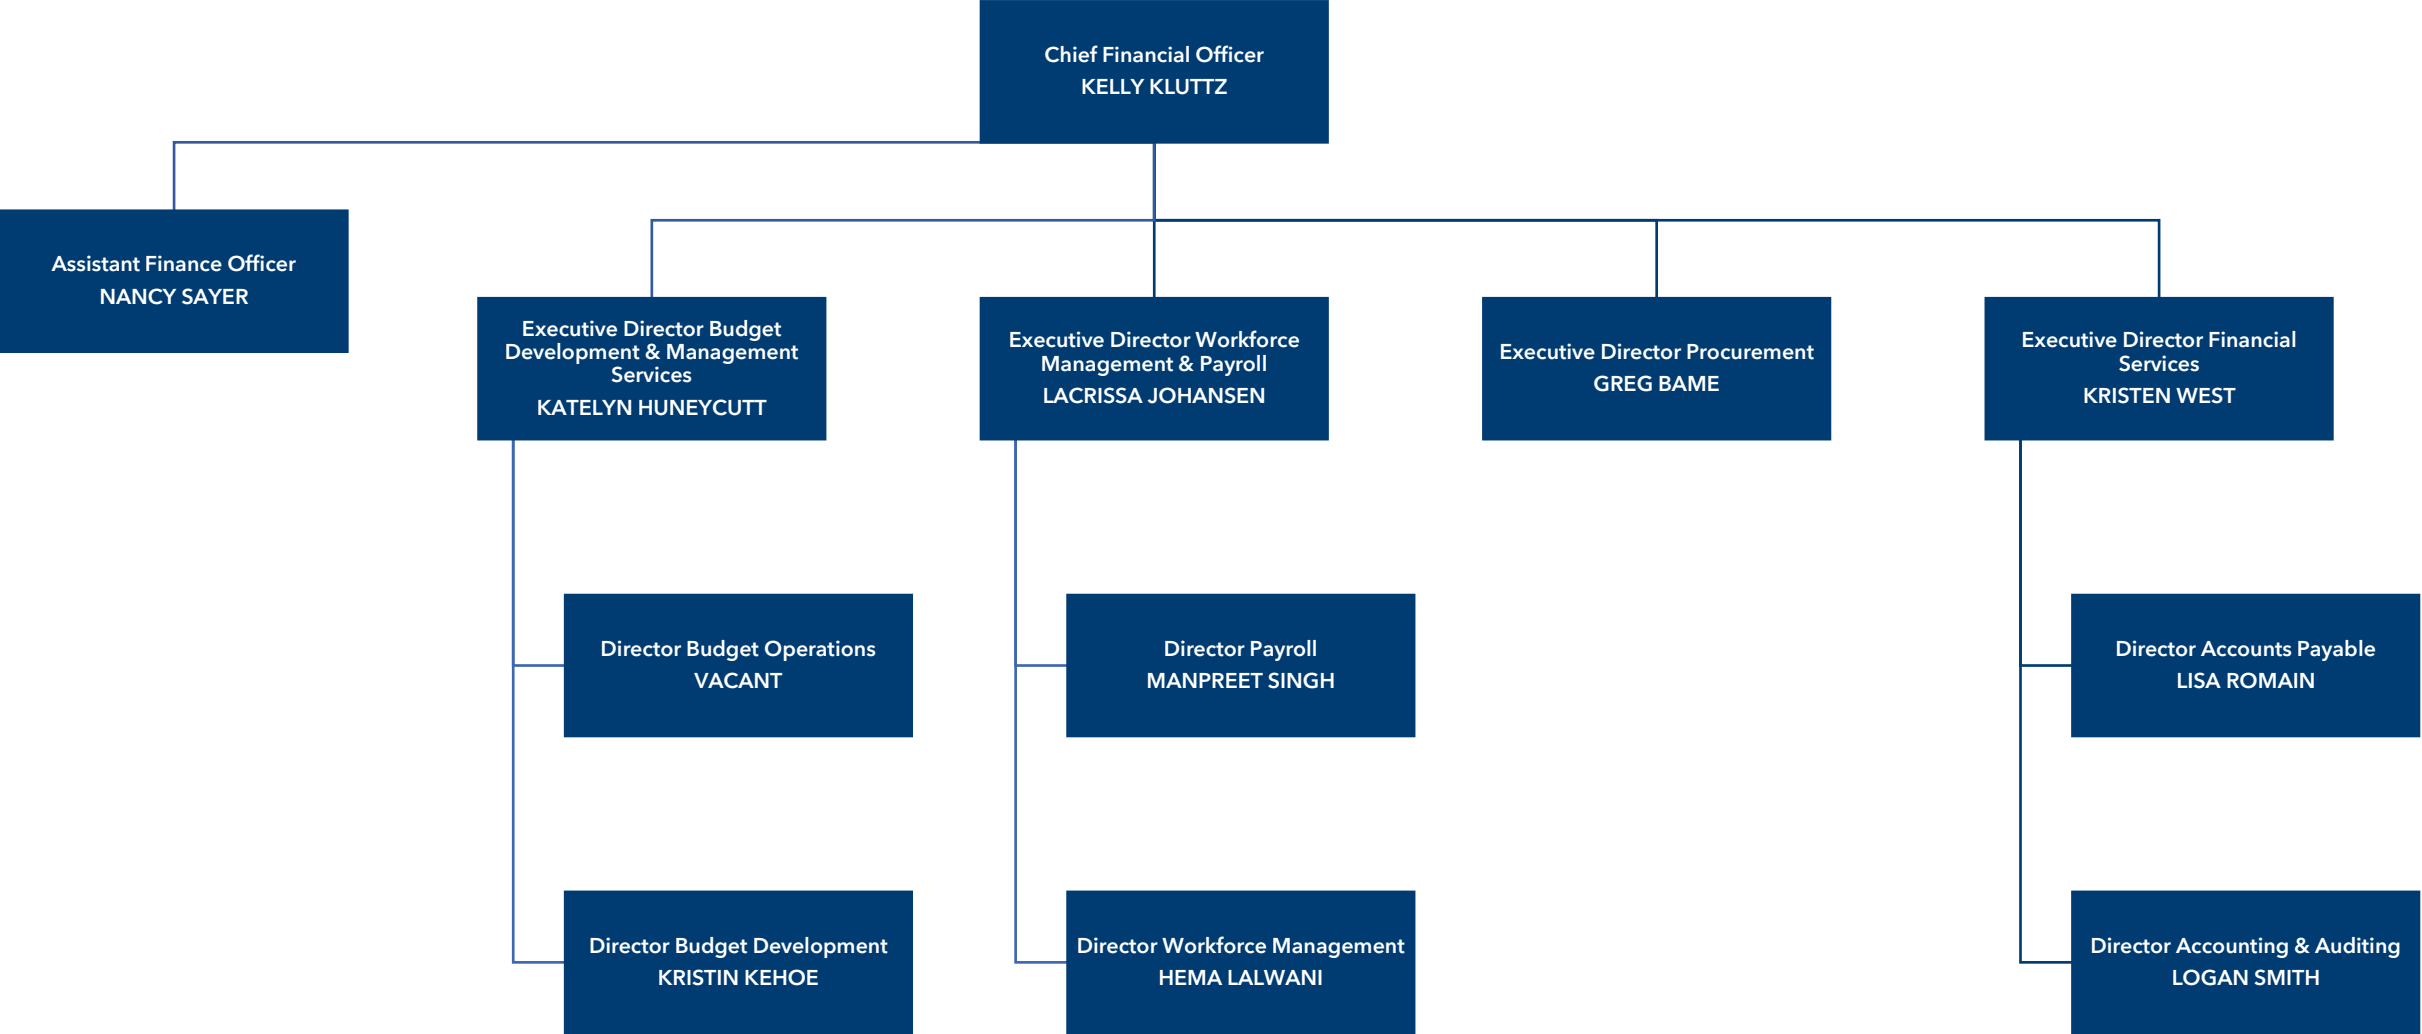 Chief Financial Officer
KELLY KLUTTZ
Assistant Finance Officer
NANCY SAYER
Executive Director Budget
Development & Management
Services
KATELYN HUNEYCUTT
Executive Director Workforce
Management & Payroll
LACRISSA JOHANSEN
Executive Director Procurement
GREG BAME
Executive Director Financial
Services
KRISTEN WEST
Director Budget Operations
VACANT
Director Payroll
MANPREET SINGH
Director Accounts Payable
LISA ROMAIN
Director Budget Development
KRISTIN KEHOE
Director Workforce Management
HEMA LALWANI
Director Accounting & Auditing
LOGAN SMITH